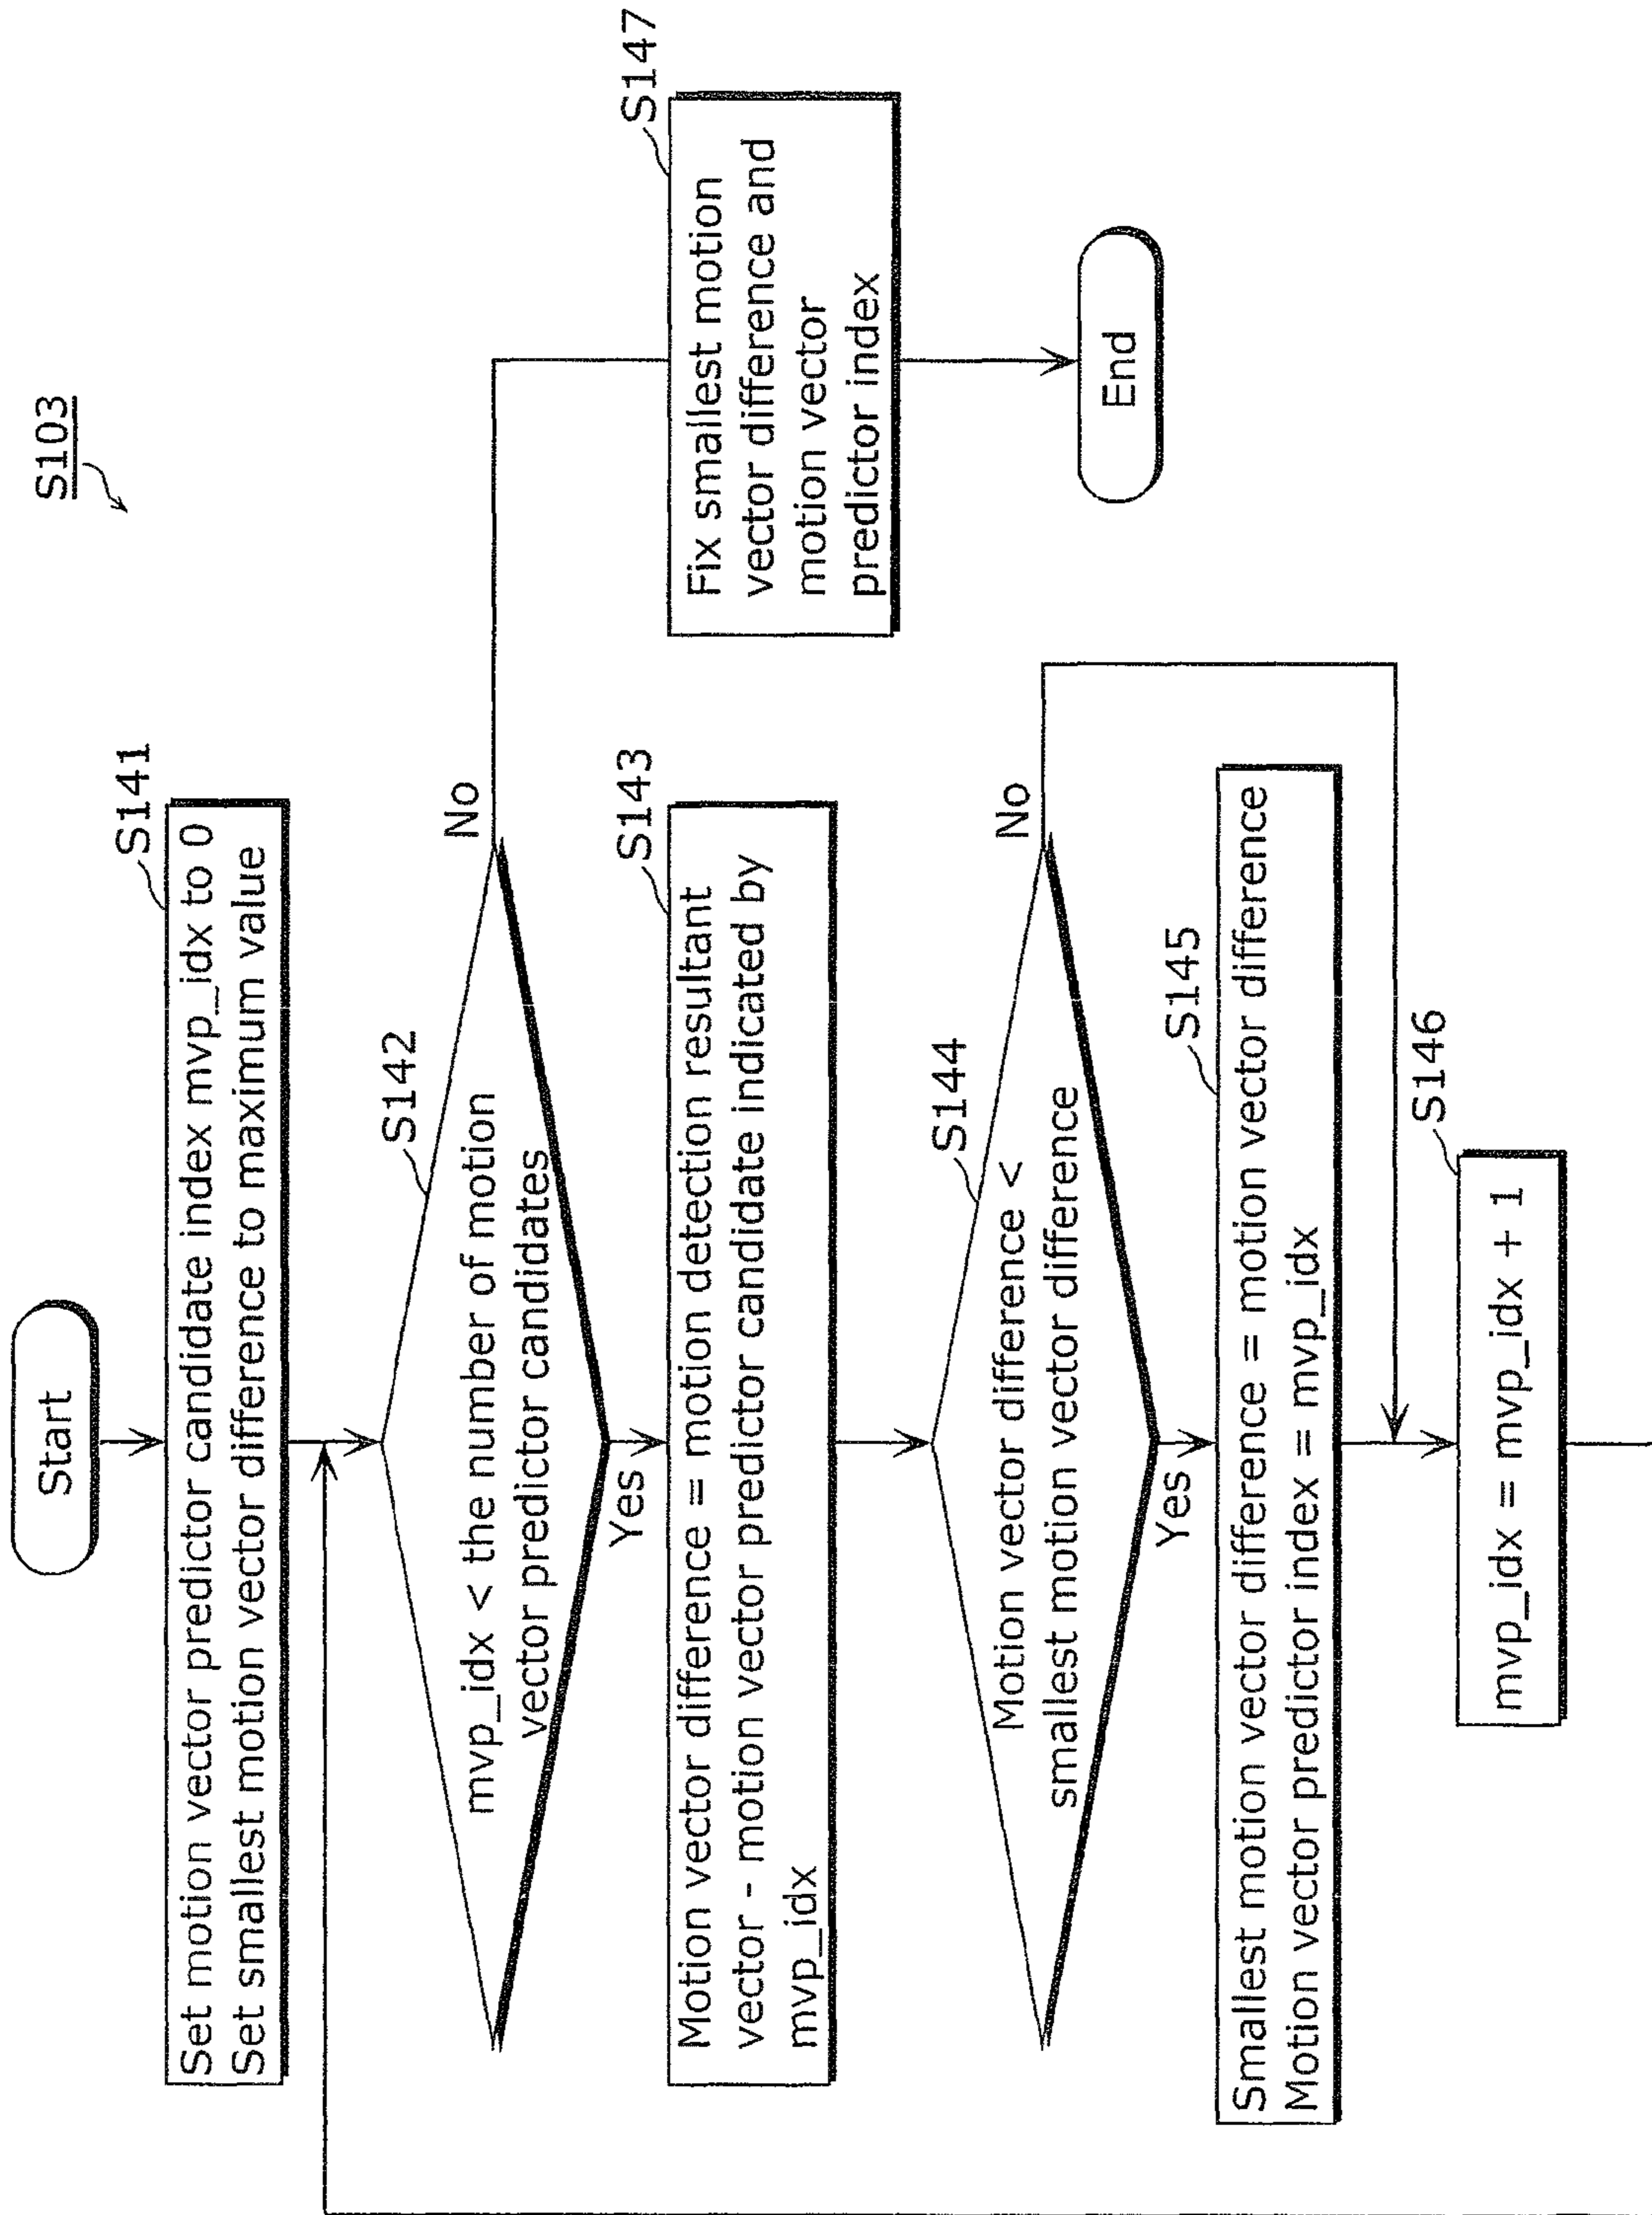 S103
Start
S141
Set motion vector predictor candidate index mvp_idx to 0
Set smallest motion vector difference to maximum value
S142
mvp_idx < the number of motion
vector predictor candidates
No
Yes
S143
Motion vector difference = motion detection resultant
vector - motion vector predictor candidate indicated by
mvp_idx
S144
Motion vector difference <
smallest motion vector difference
No
Yes
S145
Smallest motion vector difference = motion vector difference
Motion vector predictor index = mvp_idx
S146
mvp_idx = mvp_idx + 1
S147
Fix smallest motion
vector difference and
motion vector
predictor index
End